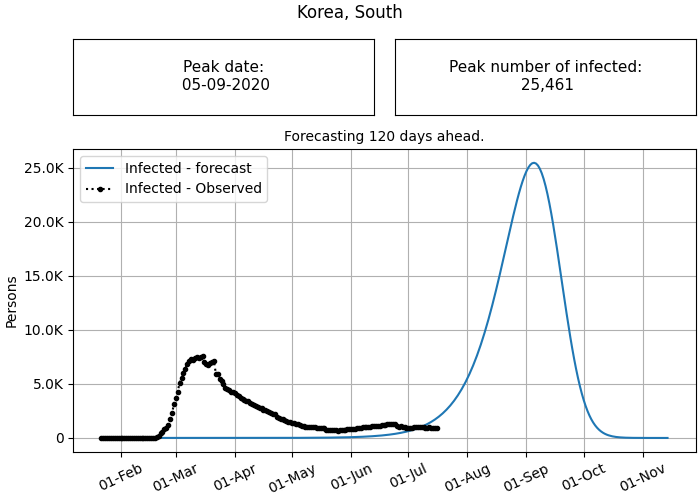 Korea, South
Peak date:
05-09-2020
Peak number of infected:
25,461
Forecasting 120 days ahead.
Infected - forecast
Infected - Observed
25.0K
20.0K
15.0K
10.0K
5.0K
0
Persons
01-Feb
01-Mar
01-Apr
01-May
01-Jun
01-Jul
01-Aug
01-Sep
01-Oct
01-Nov